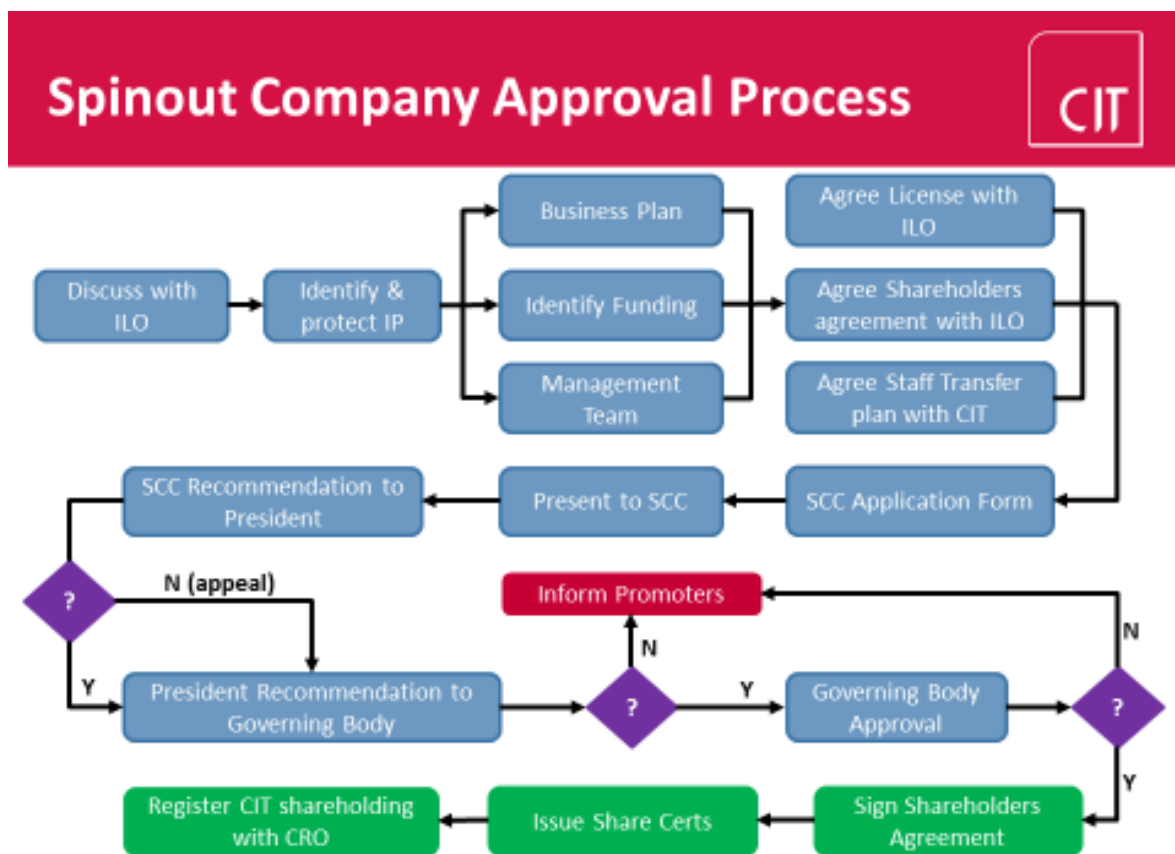 Spinout Company Approval Process
CIT
Business Plan
Agree License with
ILO
Discuss with
ILO
Identify &
protect IP
Identify Funding
Agree Shareholders
agreement with ILO
Management
Team
Agree Staff Transfer
plan with CIT
SCC Recommendation to
President
Present to SCC
SCC Application Form
?
N (appeal)
Inform Promoters
N
N
Y
President Recommendation to
Governing Body
?
Y
Governing Body
Approval
?
Y
Register CIT shareholding
with CRO
Issue Share Certs
Sign Shareholders
Agreement